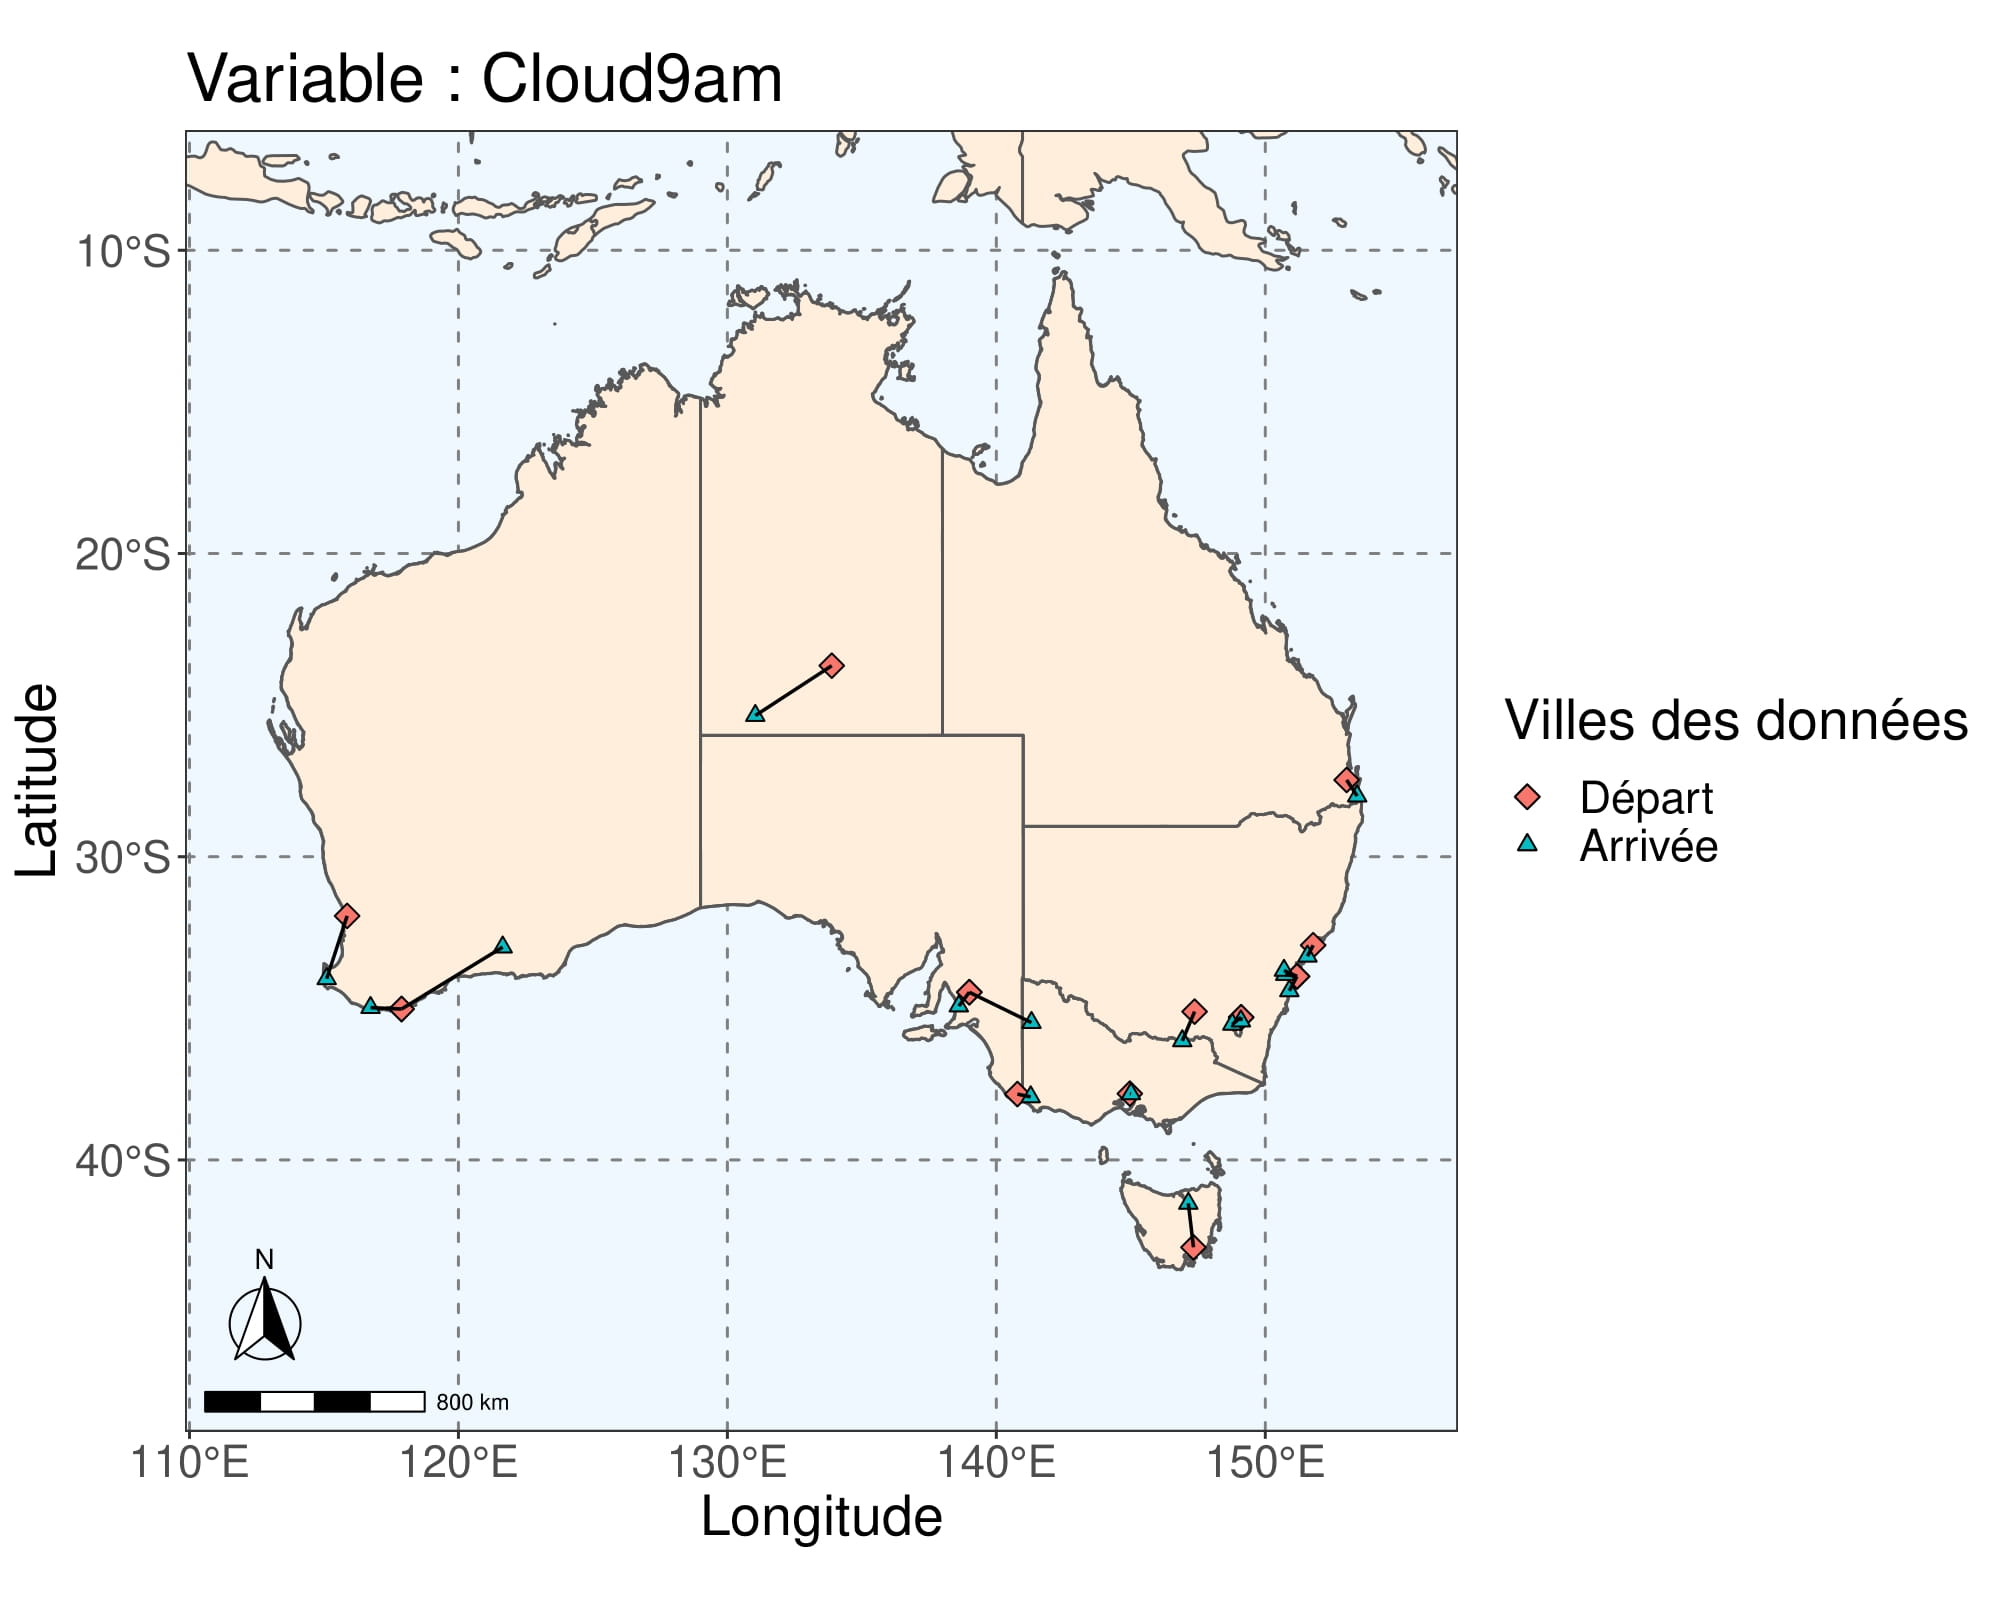 Variable : Cloud9am
10°S
20°S
30°S
40°S
Latitude
110°E
120°E
130°E
140°E
150°E
Longitude
N
800 km
Villes des données
Départ
Arrivée